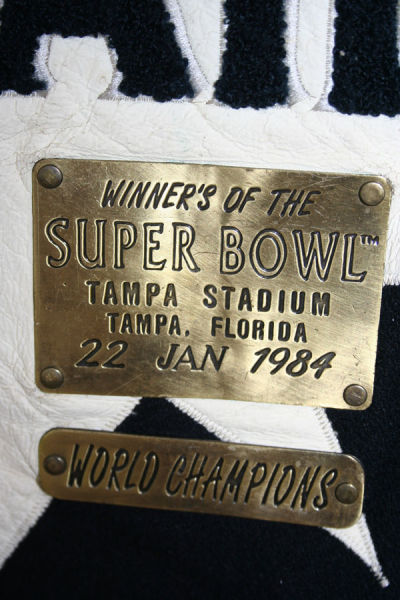 WINNER'S OF THE
SUPER BOWL™
TAMPA STADIUM
TAMPA, FLORIDA
22 JAN 1984
WORLD CHAMPIONS